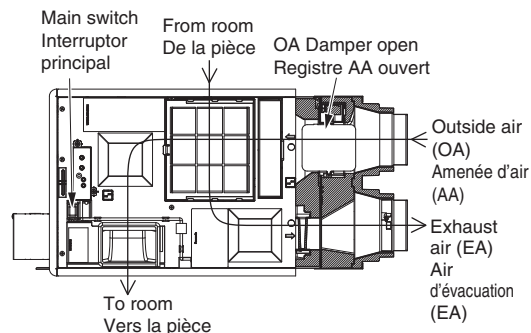 Main switch
Interruptor
principal
From room
De la pièce
OA Damper open
Registre AA ouvert
Outside air
(OA)
Amenée d'air
(AA)
Exhaust
air (EA)
Air
d'évacuation
(EA)
To room
Vers la pièce